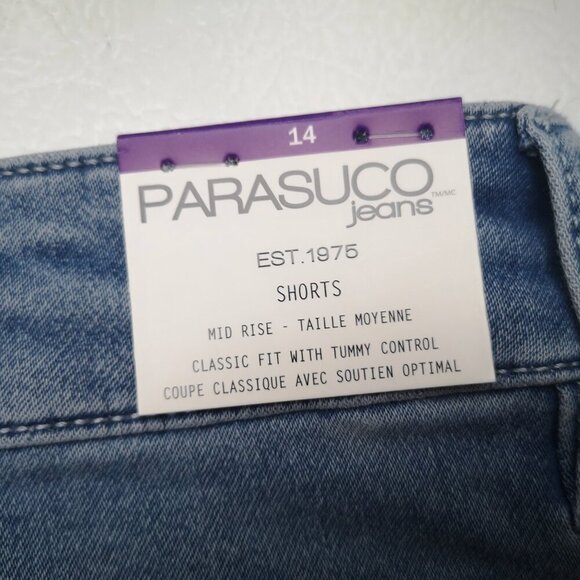 14
PARASUCO
jeans TM/MC
EST.1975
SHORTS
MID RISE - TAILLE MOYENNE
CLASSIC FIT WITH TUMMY CONTROL
COUPE CLASSIQUE AVEC SOUTIEN OPTIMAL